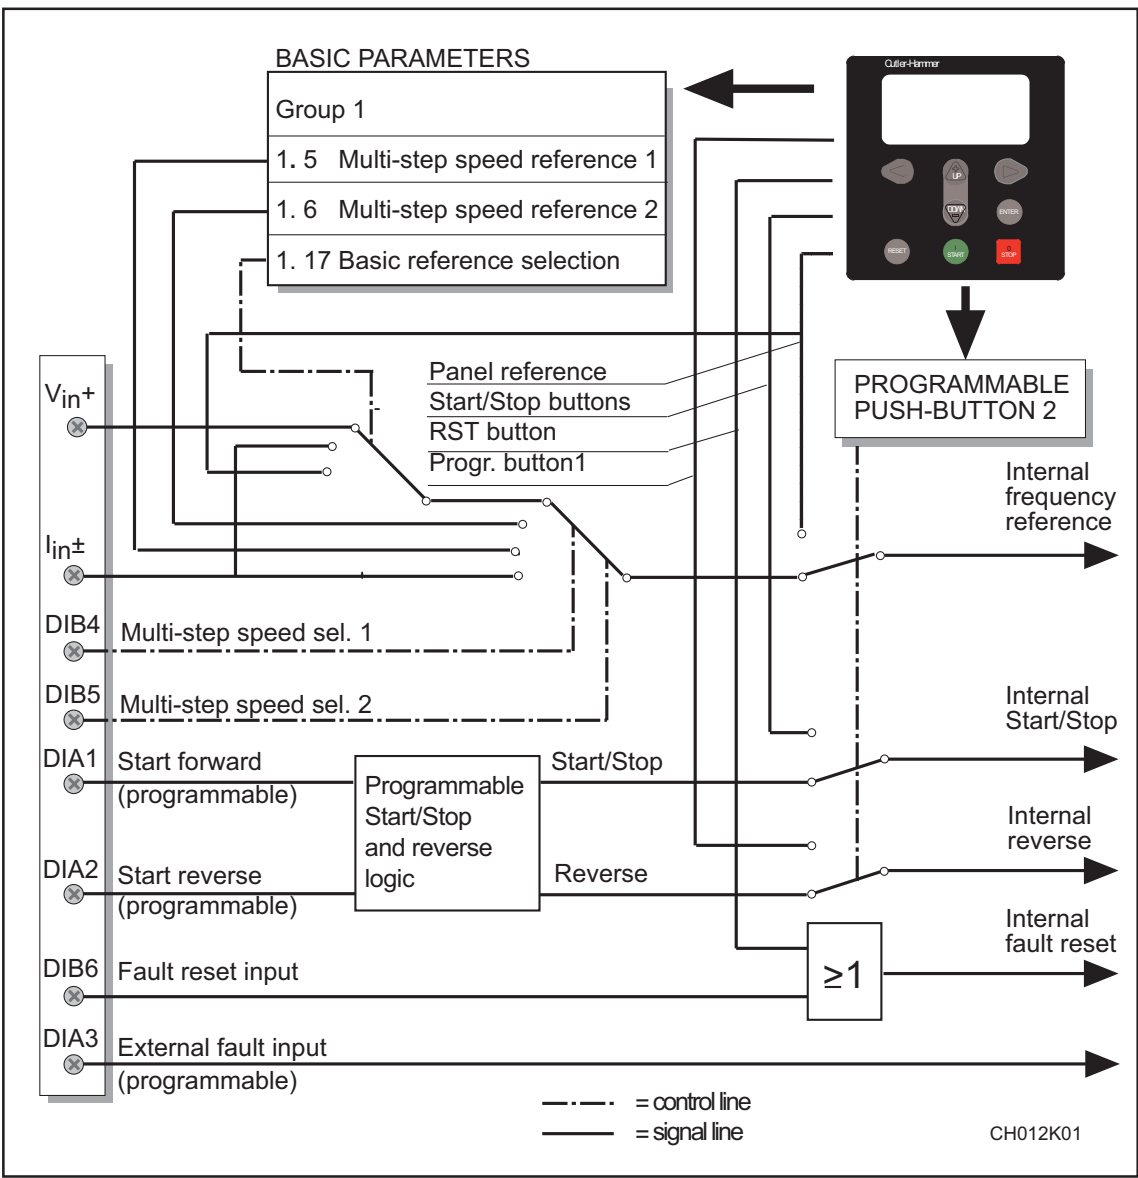 BASIC PARAMETERS
Group 1
1. 5 Multi-step speed reference 1
1. 6 Multi-step speed reference 2
1. 17 Basic reference selection
Cutler-Hammer
UP
DOWN
ENTER
RESET
I
START
0
STOP
PROGRAMMABLE
PUSH-BUTTON 2
Panel reference
Start/Stop buttons
RST button
Progr. button1
Vin+
Iin±
DIB4
Multi-step speed sel. 1
DIB5
Multi-step speed sel. 2
DIA1
Start forward
(programmable)
DIA2
Start reverse
(programmable)
Programmable
Start/Stop
and reverse
logic
Start/Stop
Reverse
Internal
frequency
reference
Internal
Start/Stop
Internal
reverse
Internal
fault reset
≥1
DIB6
Fault reset input
DIA3
External fault input
(programmable)
= control line
= signal line
CH012K01